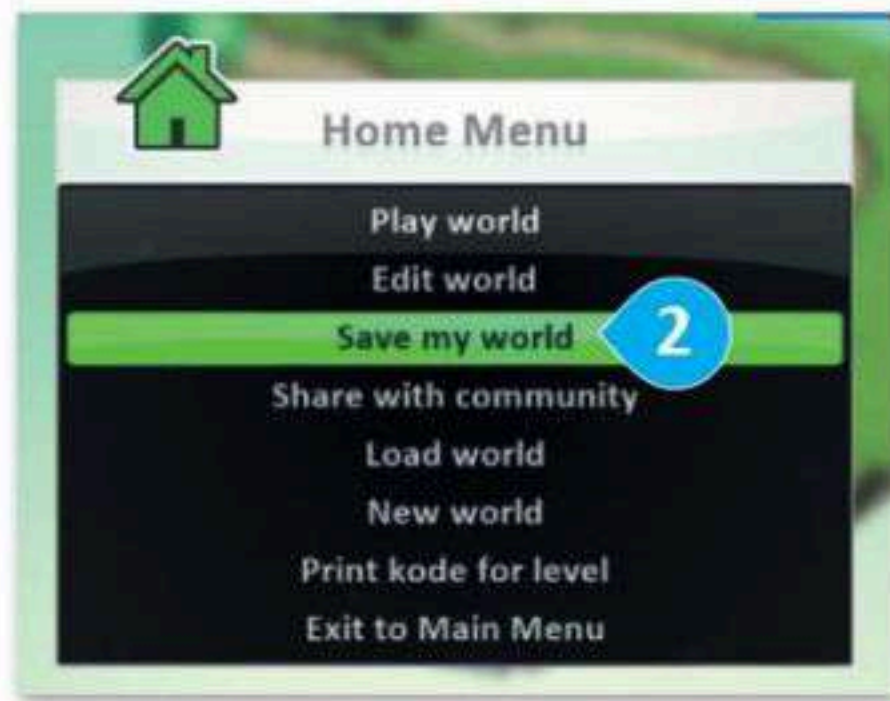 Home Menu
Play world
Edit world
Save my world 2
Share with community
Load world
New world
Print kode for level
Exit to Main Menu